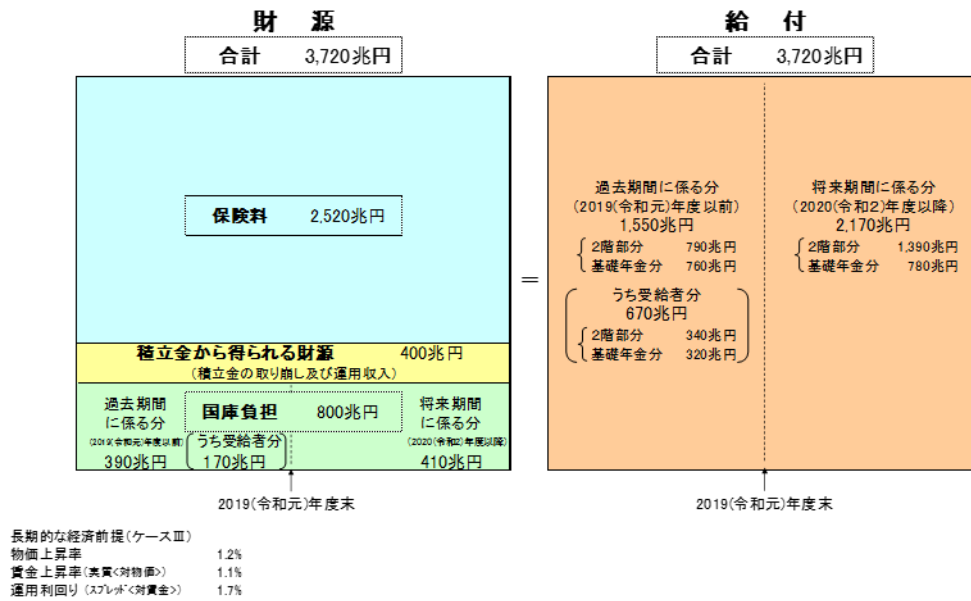 財 源
合計 3,720兆円
保険料 2,520兆円
積立金から得られる財源 400兆円
(積立金の取り崩し及び運用収入)
過去期間
に係る分
(2019(令和元)年度以前)
390兆円
国庫負担 800兆円
うち受給者分
170兆円
将来期間
に係る分
(2020(令和2)年度以降)
410兆円
2019(令和元)年度末
=
給 付
合計 3,720兆円
過去期間に係る分
(2019(令和元)年度以前)
1,550兆円
2階部分 790兆円
基礎年金分 760兆円
うち受給者分
670兆円
2階部分 340兆円
基礎年金分 320兆円
将来期間に係る分
(2020(令和2)年度以降)
2,170兆円
2階部分 1,390兆円
基礎年金分 780兆円
2019(令和元)年度末
長期的な経済前提(ケースⅢ)
物価上昇率 1.2%
賃金上昇率(実質<対物価>) 1.1%
運用利回り(スプレッド<対賃金>) 1.7%